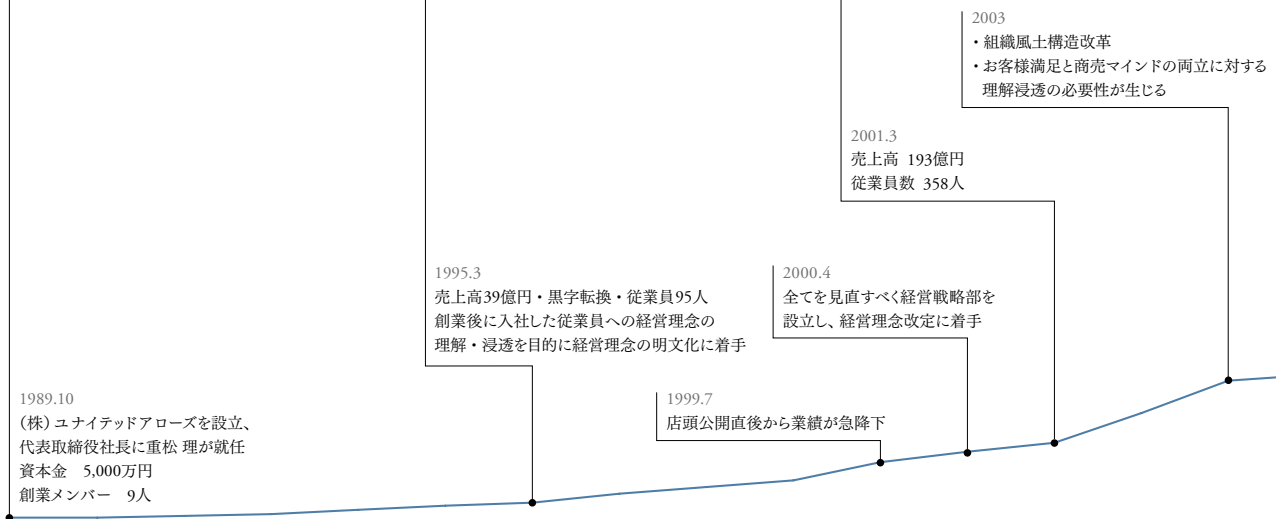 1989.10
（株）ユナイテッドアローズを設立、
代表取締役社長に重松 理が就任
資本金　5,000万円
創業メンバー　9人
1995.3
売上高39億円・黒字転換・従業員95人
創業後に入社した従業員への経営理念の
理解・浸透を目的に経営理念の明文化に着手
1999.7
店頭公開直後から業績が急降下
2000.4
全てを見直すべく経営戦略部を
設立し、経営理念改定に着手
2001.3
売上高 193億円
従業員数 358人
2003
・組織風土構造改革
・お客様満足と商売マインドの両立に対する
理解浸透の必要性が生じる